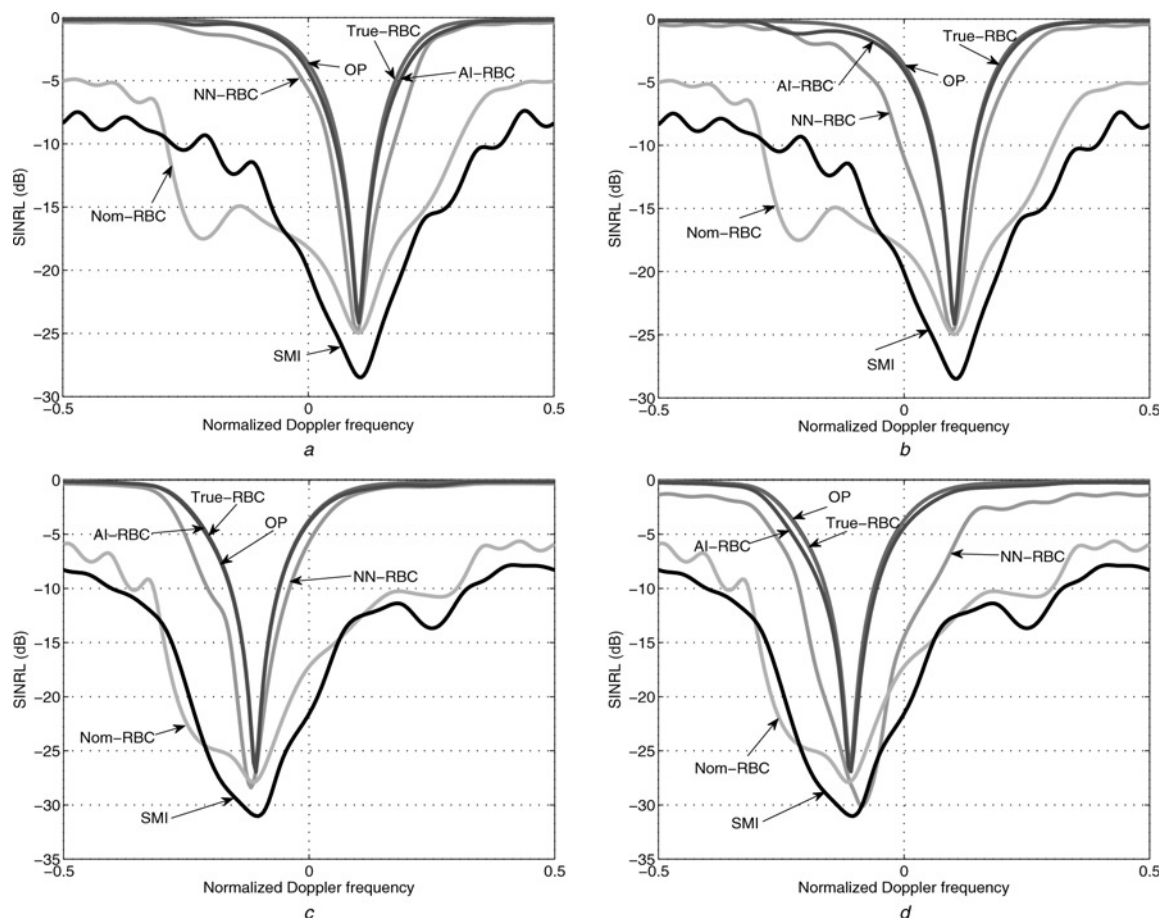 0
−5
−10
−15
−20
−25
−30
SINRL (dB)
True−RBC
OP
AI−RBC
NN−RBC
Nom−RBC
SMI
−0.5
0
0.5
Normalized Doppler frequency
a
0
−5
−10
−15
−20
−25
−30
SINRL (dB)
True−RBC
AI−RBC
OP
NN−RBC
Nom−RBC
SMI
−0.5
0
0.5
Normalized Doppler frequency
b
0
−5
−10
−15
−20
−25
−30
−35
SINRL (dB)
True−RBC
AI−RBC
OP
NN−RBC
Nom−RBC
SMI
−0.5
0
0.5
Normalized Doppler frequency
c
0
−5
−10
−15
−20
−25
−30
−35
SINRL (dB)
OP
True−RBC
AI−RBC
NN−RBC
Nom−RBC
SMI
−0.5
0
0.5
Normalized Doppler frequency
d